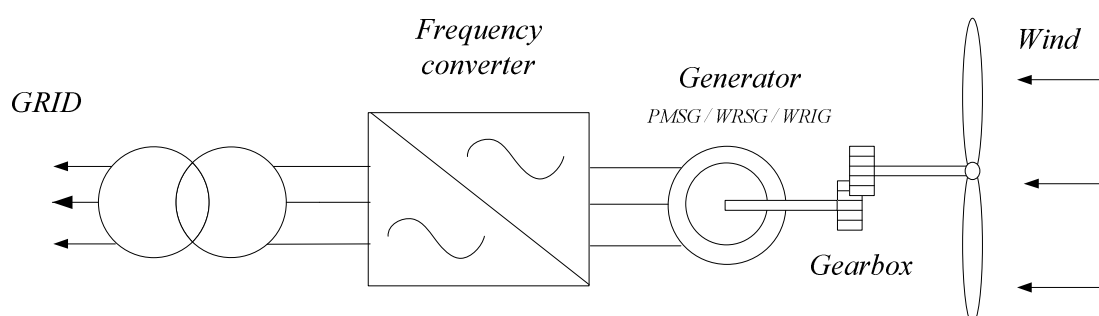 Frequency
converter
Wind
Generator
GRID
PMSG / WRSG / WRIG
Gearbox